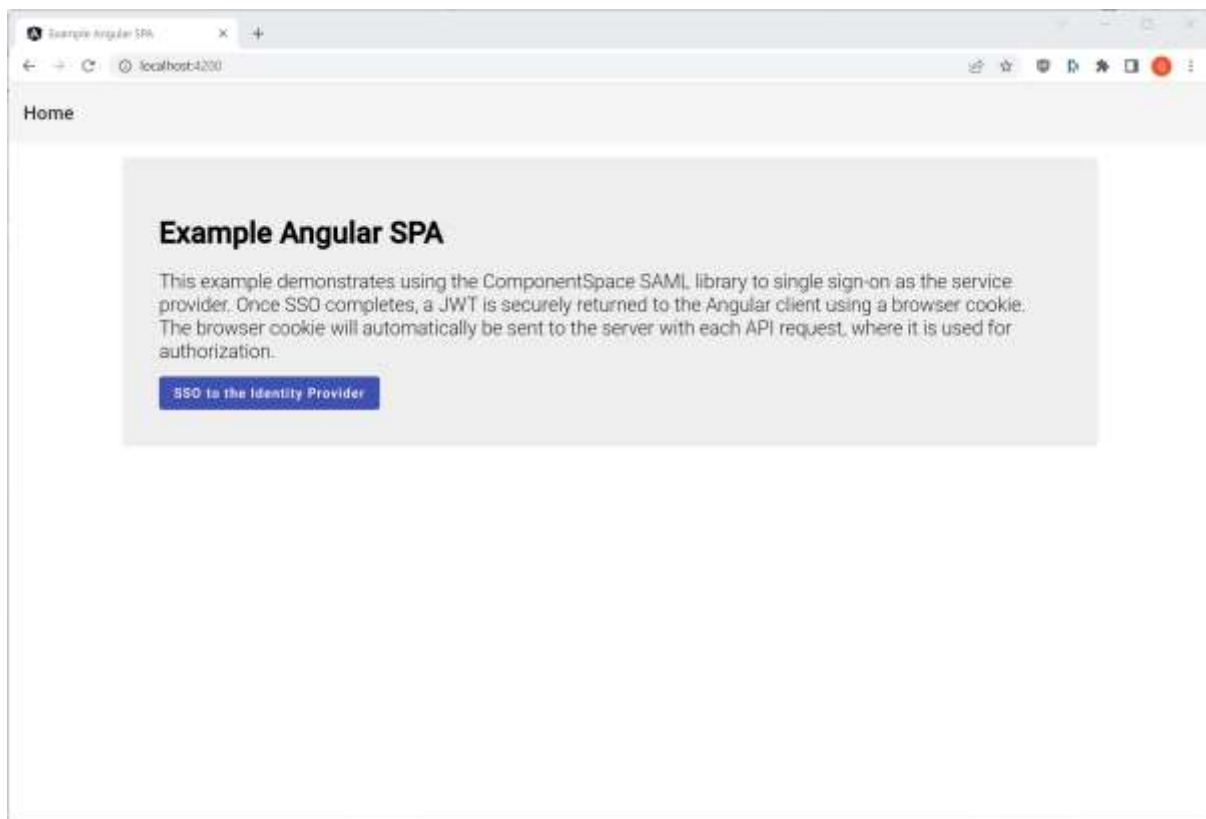 Example Angular SPA
localhost:4200
Home
Example Angular SPA
This example demonstrates using the ComponentSpace SAML library to single sign-on as the service
provider. Once SSO completes, a JWT is securely returned to the Angular client using a browser cookie.
The browser cookie will automatically be sent to the server with each API request, where it is used for
authorization.
SSO to the Identity Provider